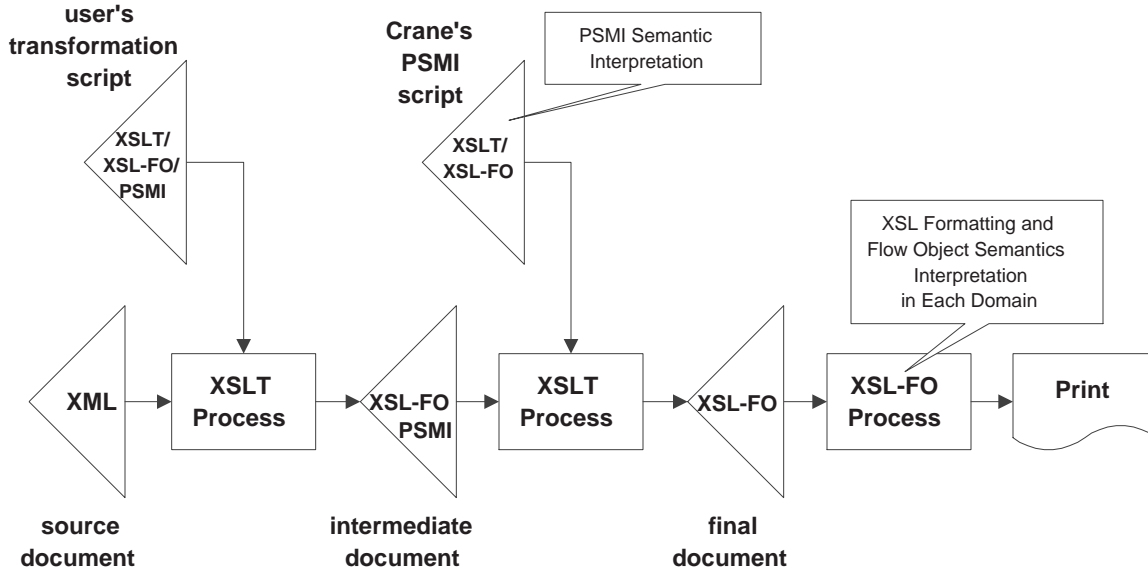 user's
transformation
script
Crane's
PSMI
script
PSMI Semantic
Interpretation
XSLT/
XSL-FO/
PSMI
XSLT/
XSL-FO
XSL Formatting and
Flow Object Semantics
Interpretation
in Each Domain
XML
XSLT
Process
XSL-FO
PSMI
XSLT
Process
XSL-FO
XSL-FO
Process
Print
source
document
intermediate
document
final
document